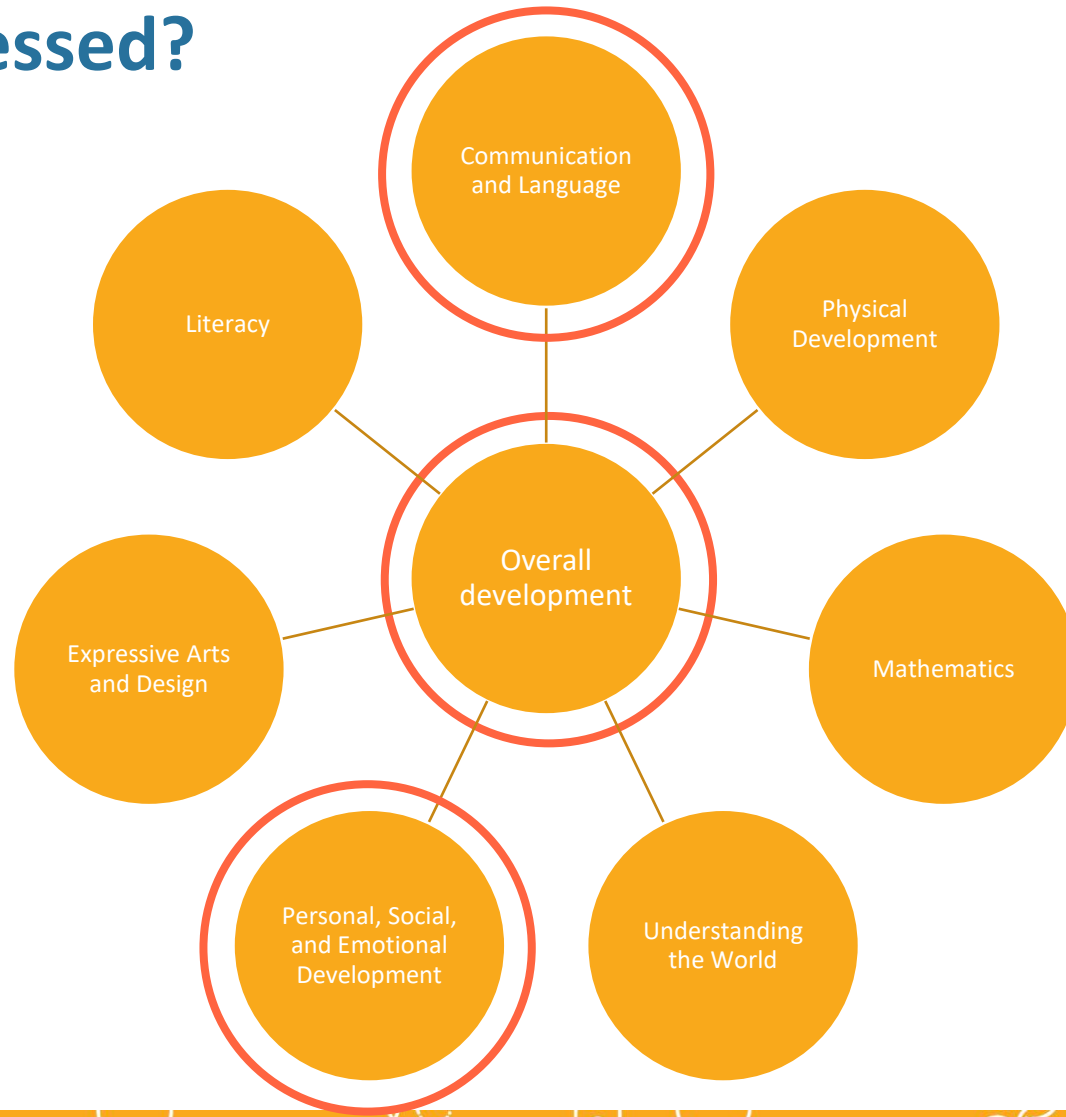 essed?
Communication
and Language
Literacy
Physical
Development
Overall
development
Expressive Arts
and Design
Mathematics
Personal, Social,
and Emotional
Development
Understanding
the World